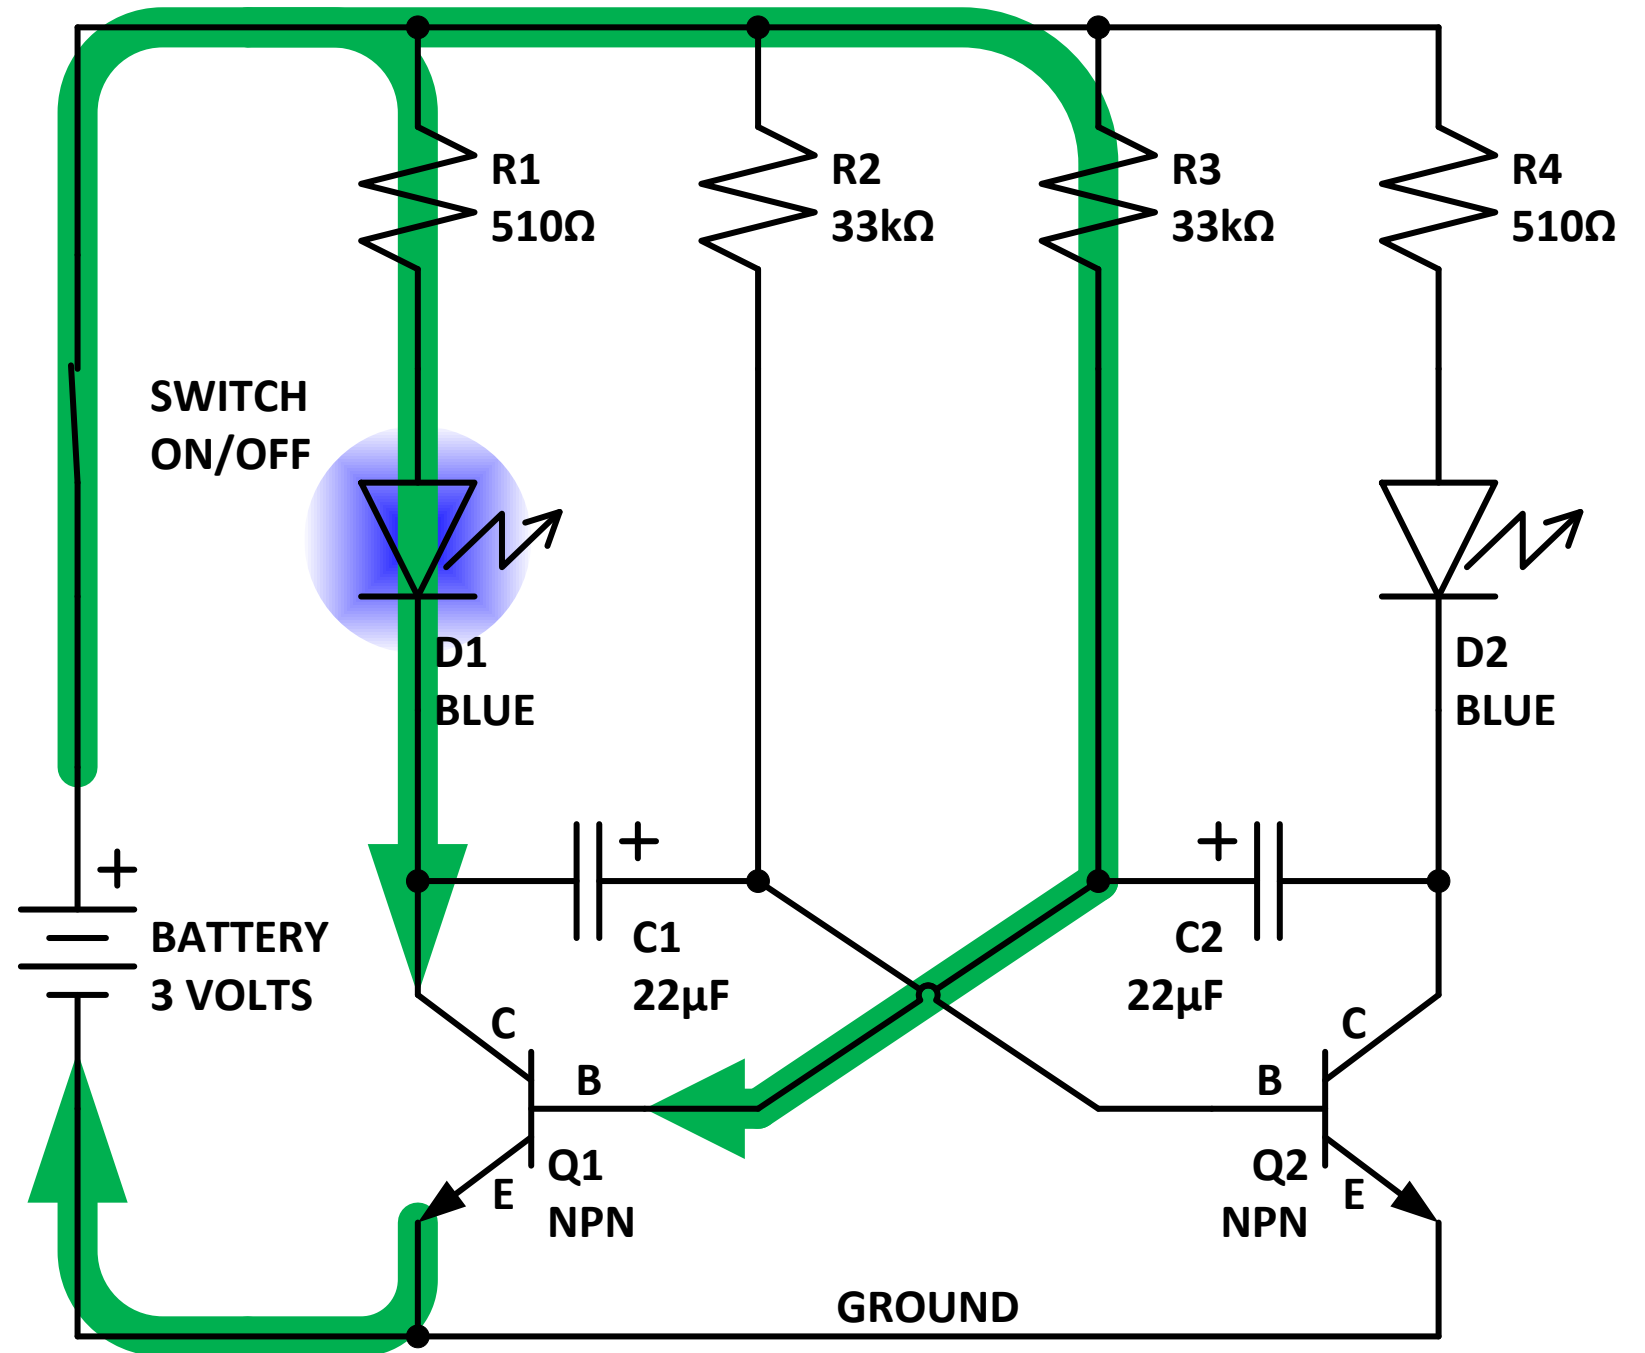 R1
510Ω
R2
33kΩ
R3
33kΩ
R4
510Ω
SWITCH
ON/OFF
D1
BLUE
D2
BLUE
+
BATTERY
3 VOLTS
+
C1
22µF
+
C2
22µF
C
B
E
Q1
NPN
C
B
E
Q2
NPN
GROUND